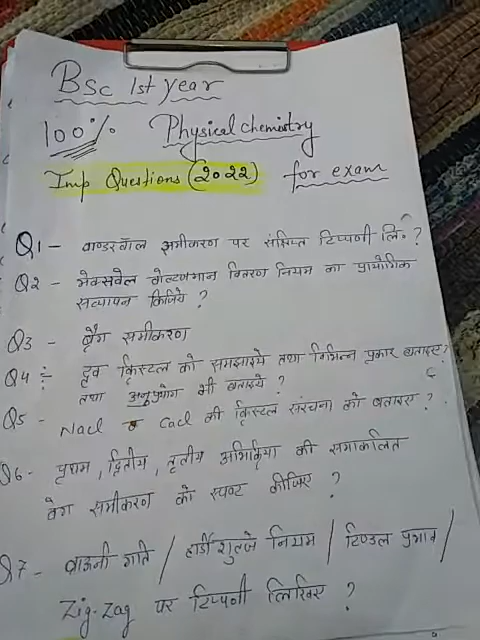 Bsc 1st year
100% Physical chemistry
Imp Questions (2022) for exam
Q1 - वाण्डरवॉल समीकरण पर संक्षिप्त टिप्पणी लि० ?
Q2 - मेक्सवेल वोल्टजमान वितरण नियम का प्रायोगिक
सत्यापन किजिये ?
Q3 - ब्रैग समीकरण
Q4 ÷ द्रव क्रिस्टल को समझाइये तथा विभिन्न प्रकार बताइए?
तथा अनुप्रयोग भी बताइये ?
Q5 - Nacl व Cacl की क्रिस्टल संरचना को बताइए ?
Q6 - प्रथम, द्वितीय, तृतीय अभिक्रिया की समाकलित
वेग समीकरण को स्पष्ट कीजिए ?
Q7 - ब्राउनी गति / हार्डी शुल्जे नियम / टिण्डल प्रभाव /
Zig-Zag पर टिप्पणी लिखिए ?